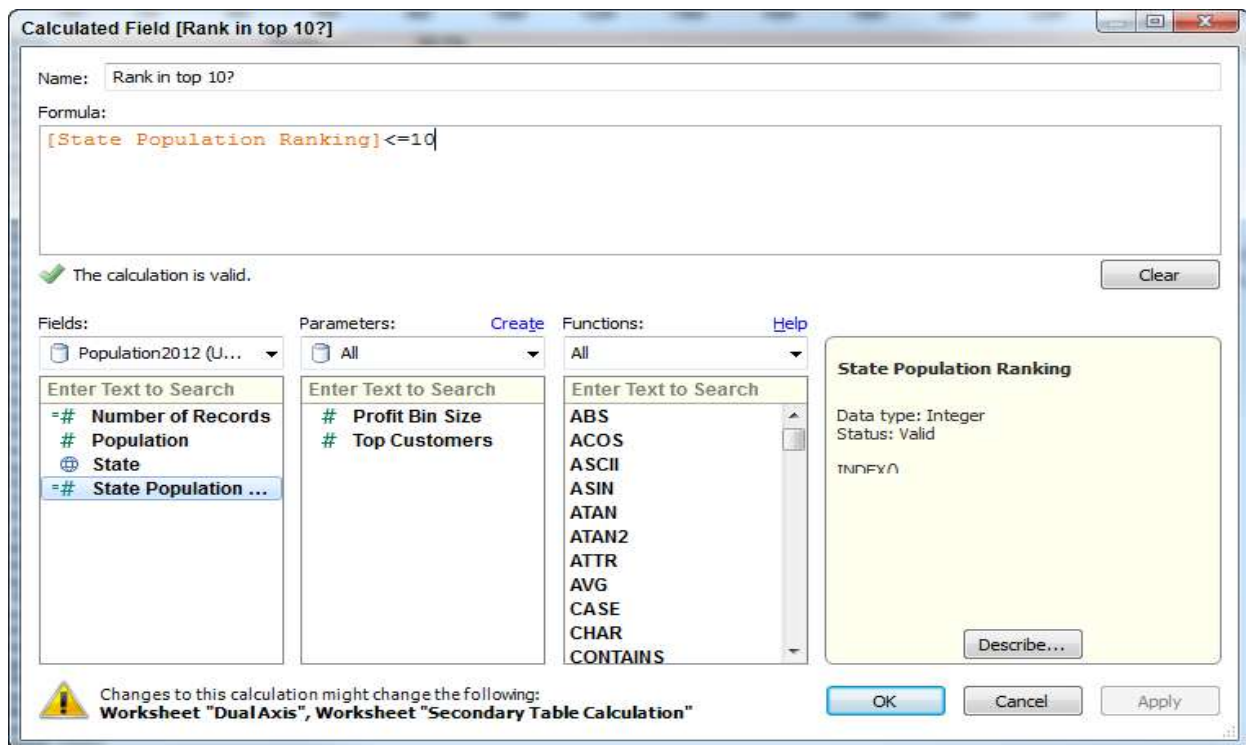 Calculated Field [Rank in top 10?]
Name: Rank in top 10?
Formula:
[State Population Ranking]<=10
The calculation is valid.
Clear
Fields:
Population2012 (U...
Enter Text to Search
=# Number of Records
# Population
State
=# State Population ...
Parameters: Create
All
Enter Text to Search
# Profit Bin Size
# Top Customers
Functions: Help
All
Enter Text to Search
ABS
ACOS
ASCII
ASIN
ATAN
ATAN2
ATTR
AVG
CASE
CHAR
CONTAINS
State Population Ranking
Data type: Integer
Status: Valid
INDEX()
Describe...
Changes to this calculation might change the following:
Worksheet "Dual Axis", Worksheet "Secondary Table Calculation"
OK Cancel Apply